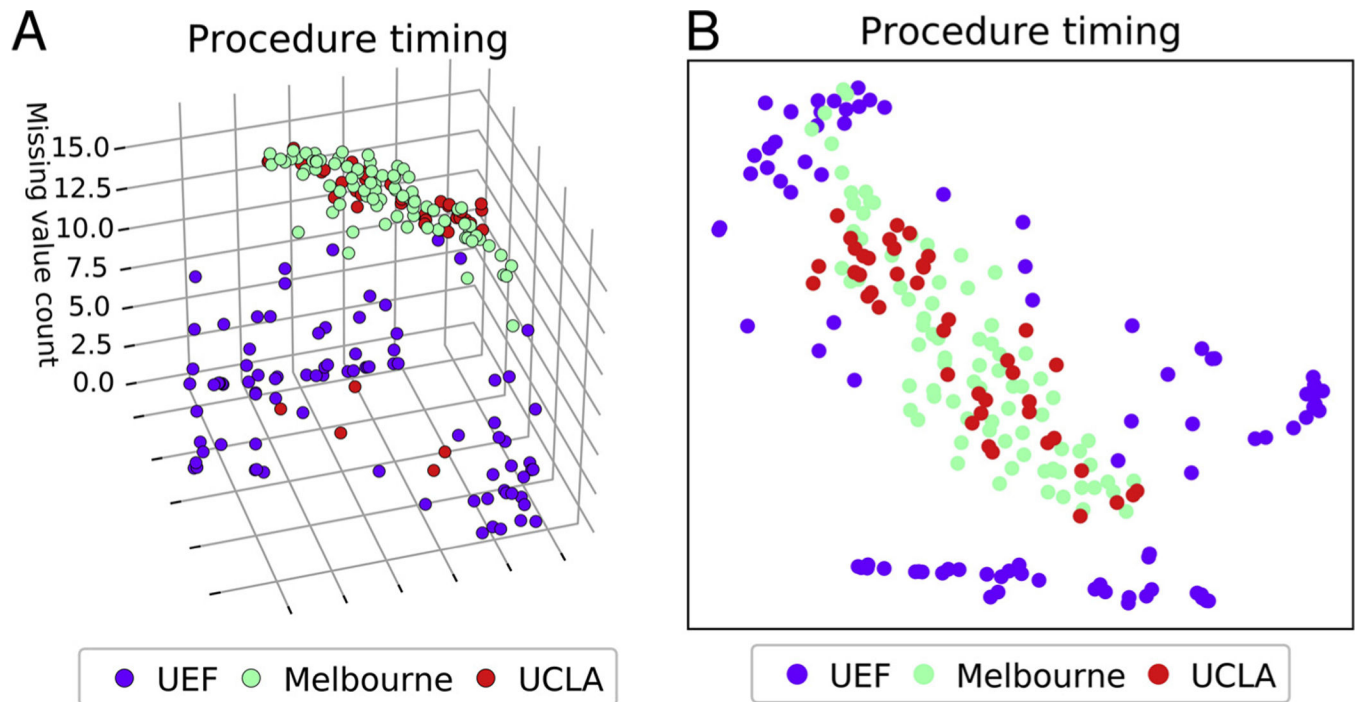 A
Procedure timing
Missing value count
15.0
12.5
10.0
7.5
5.0
2.5
0.0
UEF Melbourne UCLA
B
Procedure timing
UEF Melbourne UCLA